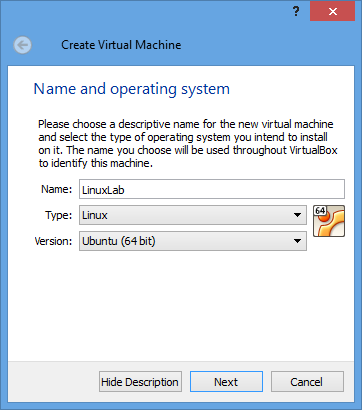 ?
Create Virtual Machine
Name and operating system
Please choose a descriptive name for the new virtual machine
and select the type of operating system you intend to install
on it. The name you choose will be used throughout VirtualBox
to identify this machine.
Name: LinuxLab
Type: Linux
64
Version: Ubuntu (64 bit)
Hide Description Next Cancel